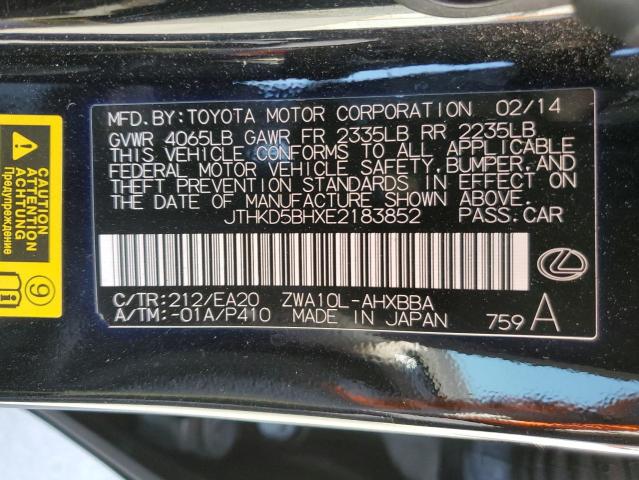 MFD.BY:TOYOTA MOTOR CORPORATION 02/14
GVWR 4065LB GAWR FR 2335LB RR 2235LB
THIS VEHICLE CONFORMS TO ALL APPLICABLE
FEDERAL MOTOR VEHICLE SAFETY,BUMPER,AND
THEFT PREVENTION STANDARDS IN EFFECT ON
THE DATE OF MANUFACTURE SHOWN ABOVE.
JTHKD5BHXE2183852 PASS.CAR
C/TR:212/EA20 ZWA10L-AHXBBA
A/TM:-01A/P410 MADE IN JAPAN 759 A
CAUTION
ATTENTION
ACHTUNG
Предупреждение
9